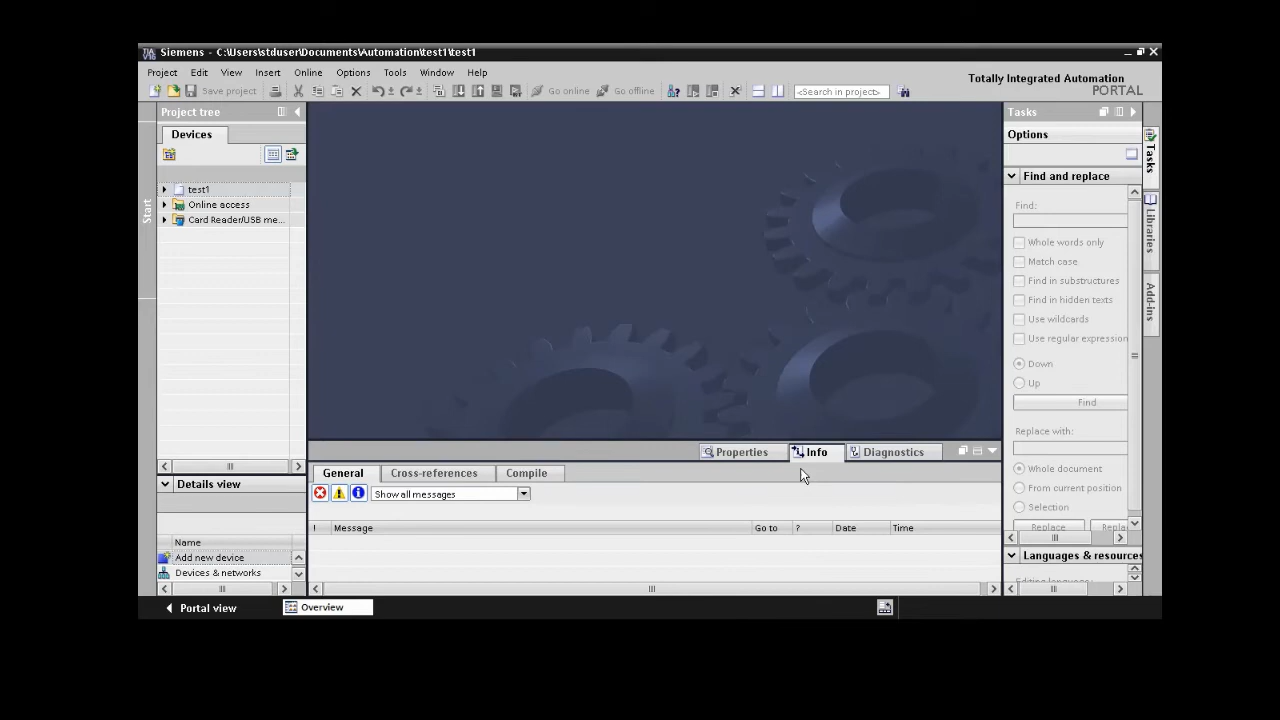 Siemens - C:\Users\stduser\Documents\Automation\test1\test1
Project Edit View Insert Online Options Tools Window Help
Totally Integrated Automation
PORTAL
Save project
Go online
Go offline
<Search in project>
Project tree
Devices
test1
Online access
Card Reader/USB me...
Details view
Name
Add new device
Devices & networks
Start
Properties
Info
Diagnostics
General
Cross-references
Compile
Show all messages
! Message Go to ? Date Time
Tasks
Options
Find and replace
Find:
Whole words only
Match case
Find in substructures
Find in hidden texts
Use wildcards
Use regular expression
Down
Up
Find
Replace with:
Whole document
From current position
Selection
Replace
Languages & resources
Tasks
Libraries
Add-ins
Portal view
Overview